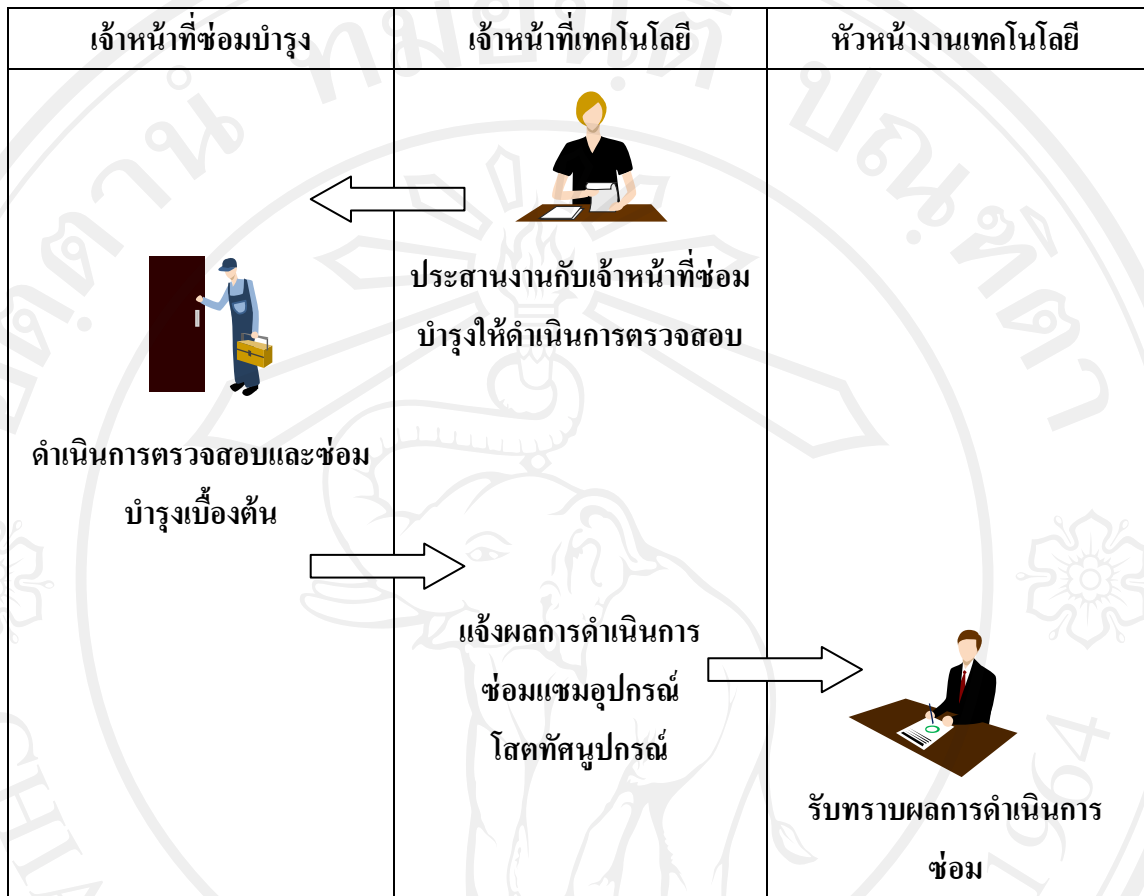 เจ้าหน้าที่ซ่อมบำรุง
เจ้าหน้าที่เทคโนโลยี
หัวหน้างานเทคโนโลยี
ประสานงานกับเจ้าหน้าที่ซ่อม
บำรุงให้ดำเนินการตรวจสอบ
ดำเนินการตรวจสอบและซ่อม
บำรุงเบื้องต้น
แจ้งผลการดำเนินการ
ซ่อมแซมอุปกรณ์
โสตทัศนูปกรณ์
รับทราบผลการดำเนินการ
ซ่อม
1964